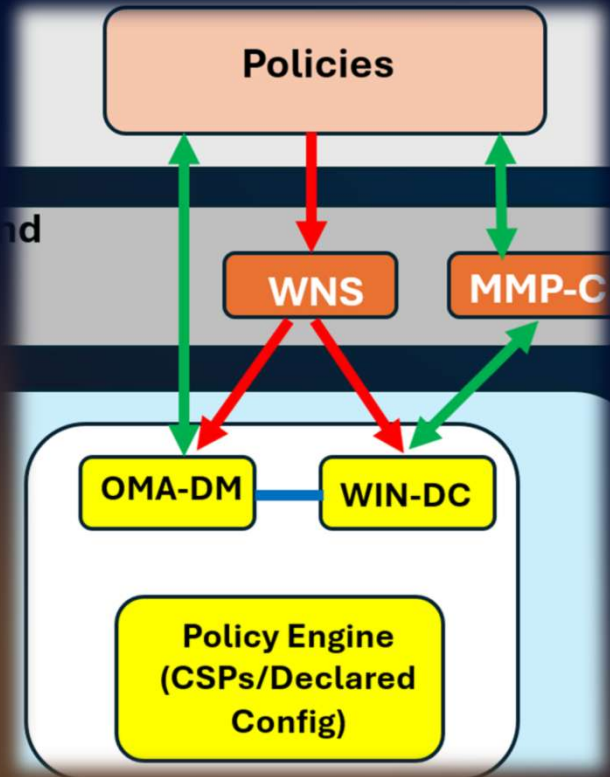 Policies
nd
WNS
MMP-C
OMA-DM
WIN-DC
Policy Engine
(CSPs/Declared
Config)